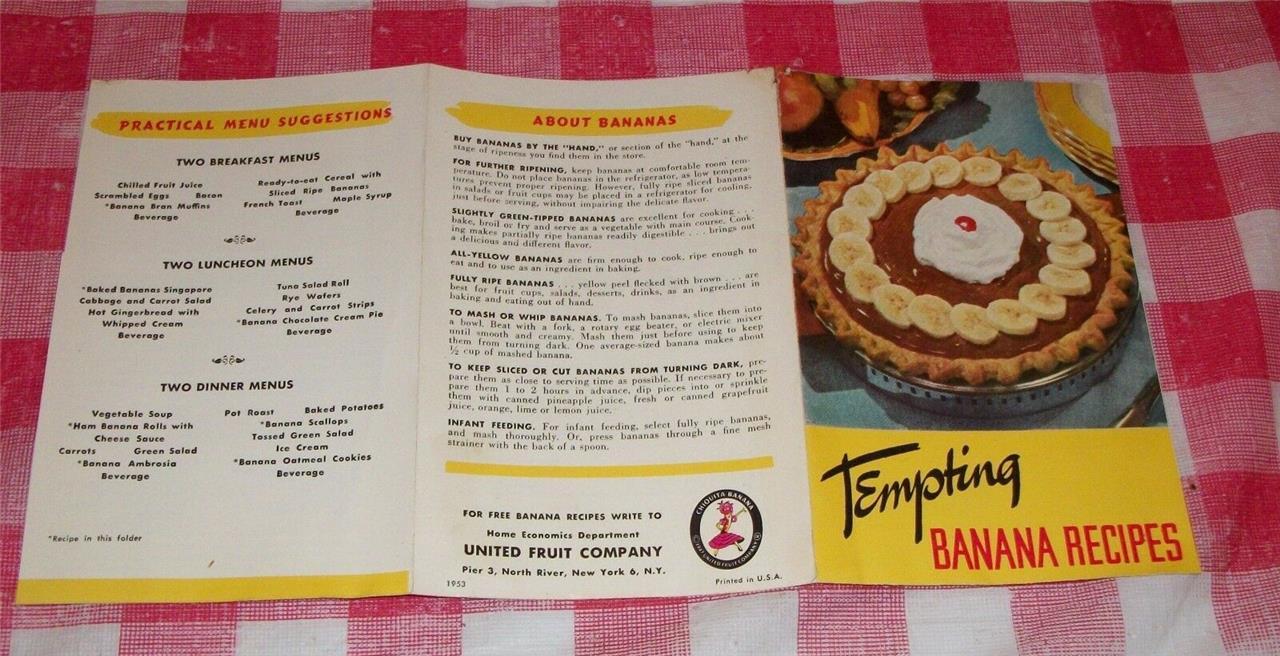 PRACTICAL MENU SUGGESTIONS
TWO BREAKFAST MENUS
Chilled Fruit Juice
Scrambled Eggs Bacon
*Banana Bran Muffins
Beverage
Ready-to-eat Cereal with
Sliced Ripe Bananas
French Toast Maple Syrup
Beverage
TWO LUNCHEON MENUS
*Baked Bananas Singapore
Cabbage and Carrot Salad
Hot Gingerbread with
Whipped Cream
Beverage
Tuna Salad Roll
Rye Wafers
Celery and Carrot Strips
*Banana Chocolate Cream Pie
Beverage
TWO DINNER MENUS
Vegetable Soup
*Ham Banana Rolls with
Cheese Sauce
Carrots Green Salad
*Banana Ambrosia
Beverage
Pot Roast Baked Potatoes
*Banana Scallops
Tossed Green Salad
Ice Cream
*Banana Oatmeal Cookies
Beverage
*Recipe in this folder
ABOUT BANANAS
BUY BANANAS BY THE "HAND," or section of the "hand," at the
stage of ripeness you find them in the store.
FOR FURTHER RIPENING, keep bananas at comfortable room tem-
perature. Do not place bananas in the refrigerator, as low tempera-
tures prevent proper ripening. However, fully ripe sliced bananas
in salads or fruit cups may be placed in a refrigerator for cooling,
just before serving, without impairing the delicate flavor.
SLIGHTLY GREEN-TIPPED BANANAS are excellent for cooking . . .
bake, broil or fry and serve as a vegetable with main course. Cook-
ing makes partially ripe bananas readily digestible . . . brings out
a delicious and different flavor.
ALL-YELLOW BANANAS are firm enough to cook, ripe enough to
eat and to use as an ingredient in baking.
FULLY RIPE BANANAS . . . yellow peel flecked with brown . . . are
best for fruit cups, salads, desserts, drinks, as an ingredient in
baking and eating out of hand.
TO MASH OR WHIP BANANAS. To mash bananas, slice them into
a bowl. Beat with a fork, a rotary egg beater, or electric mixer
until smooth and creamy. Mash them just before using to keep
them from turning dark. One average-sized banana makes about
½ cup of mashed banana.
TO KEEP SLICED OR CUT BANANAS FROM TURNING DARK, pre-
pare them as close to serving time as possible. If necessary to pre-
pare them 1 to 2 hours in advance, dip pieces into or sprinkle
them with canned pineapple juice, fresh or canned grapefruit
juice, orange, lime or lemon juice.
INFANT FEEDING. For infant feeding, select fully ripe bananas,
and mash thoroughly. Or, press bananas through a fine mesh
strainer with the back of a spoon.
FOR FREE BANANA RECIPES WRITE TO
Home Economics Department
UNITED FRUIT COMPANY
Pier 3, North River, New York 6, N.Y.
1953
Printed in U.S.A.
CHIQUITA BANANA
UNITED FRUIT COMPANY
Tempting
BANANA RECIPES